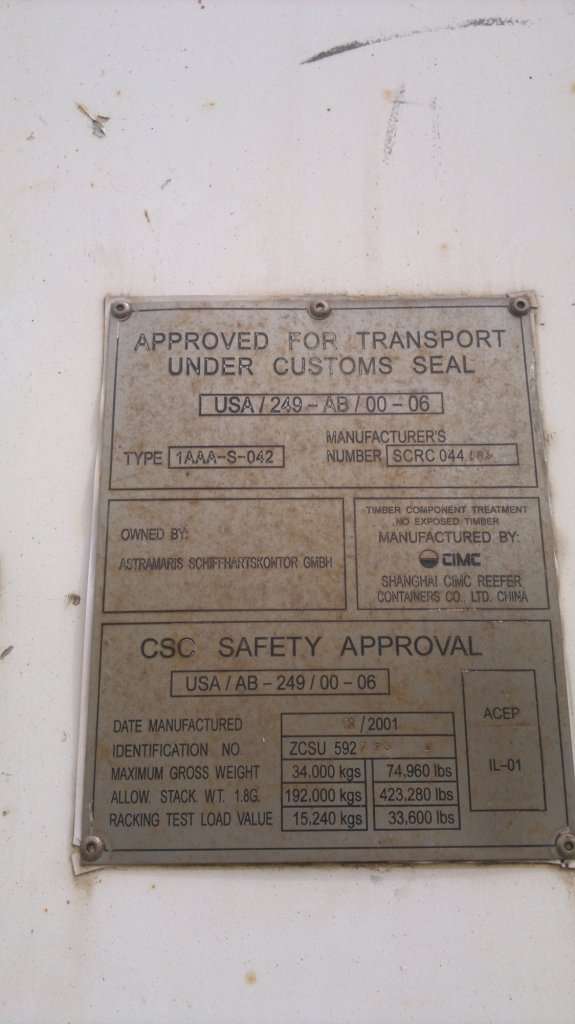 APPROVED FOR TRANSPORT
UNDER CUSTOMS SEAL
USA / 249 – AB / 00 – 06
TYPE 1AAA-S-042
MANUFACTURER'S
NUMBER SCRC 044
OWNED BY:
ASTRAMARIS SCHIFFHARTSKONTOR GMBH
TIMBER COMPONENT TREATMENT
NO EXPOSED TIMBER
MANUFACTURED BY:
CIMC
SHANGHAI CIMC REEFER
CONTAINERS CO., LTD. CHINA
CSC SAFETY APPROVAL
USA / AB – 249 / 00 – 06
DATE MANUFACTURED / 2001
IDENTIFICATION NO. ZCSU 592
MAXIMUM GROSS WEIGHT 34,000 kgs 74,960 lbs
ALLOW. STACK. WT. 1.8G. 192,000 kgs 423,280 lbs
RACKING TEST LOAD VALUE 15,240 kgs 33,600 lbs
ACEP
IL-01